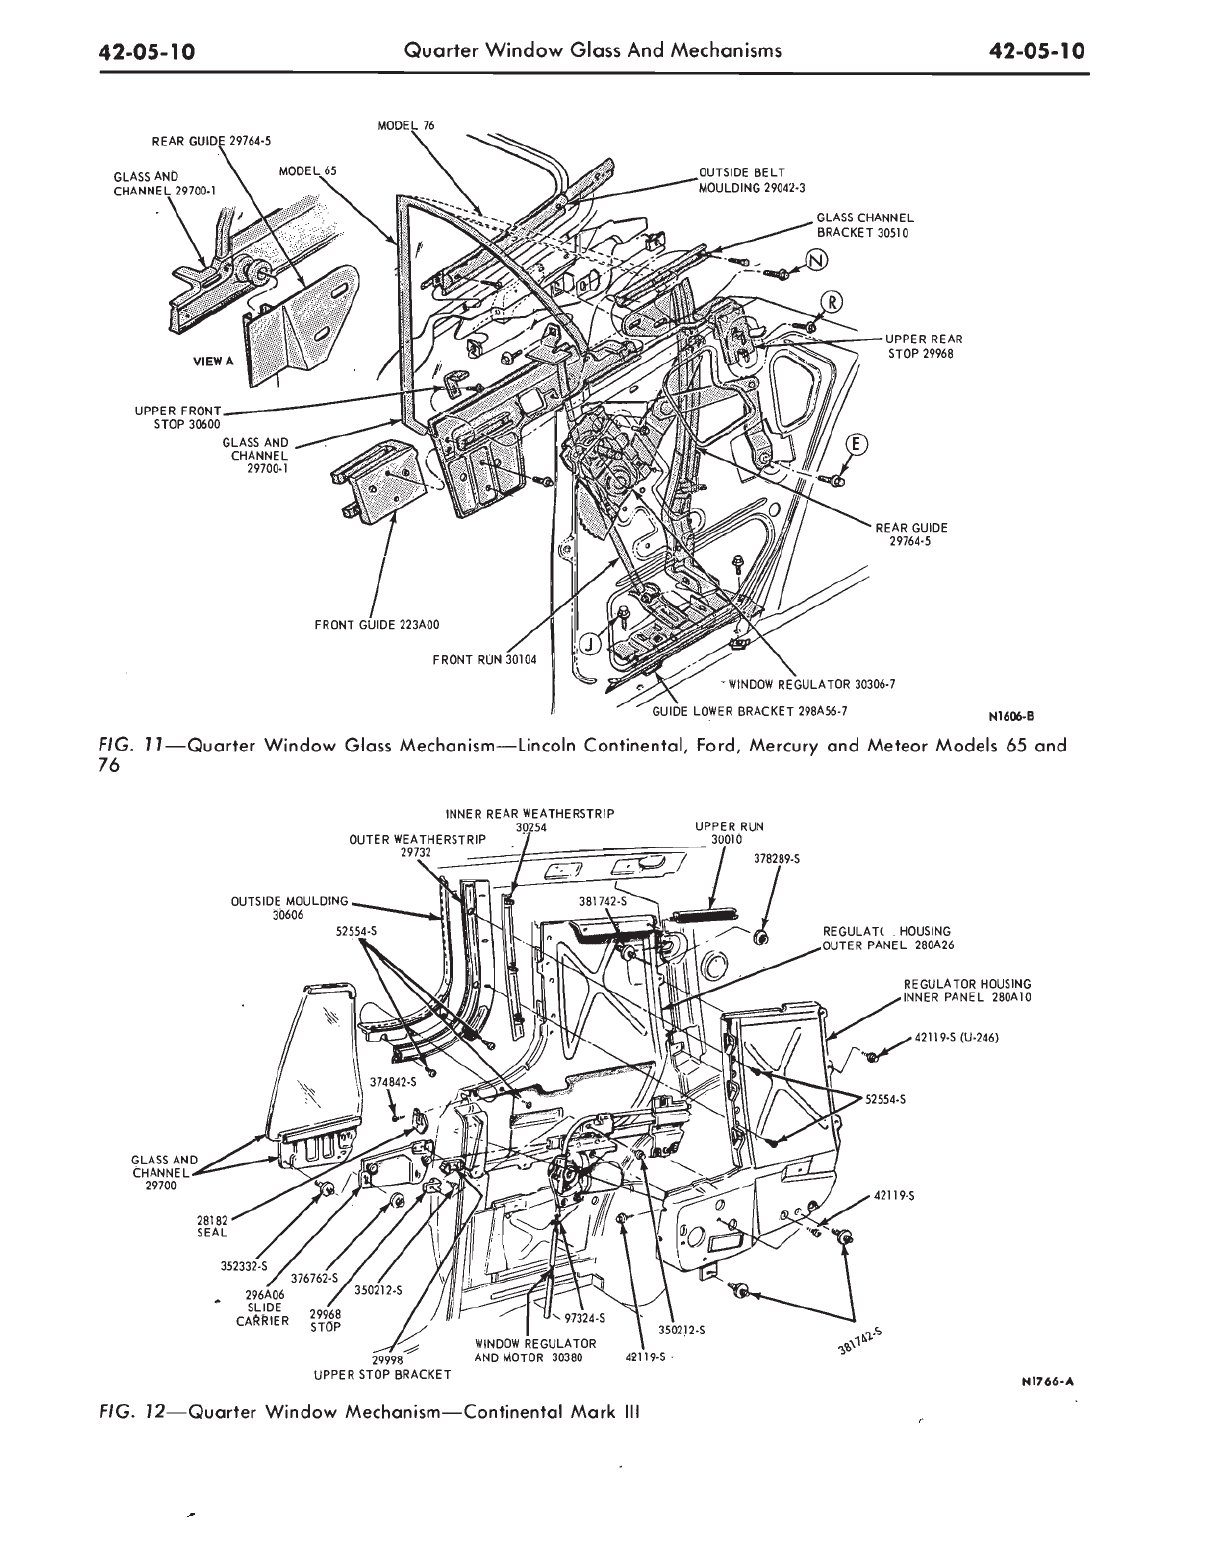 42-05-10 Quarter Window Glass And Mechanisms 42-05-10
MODEL 76
REAR GUIDE 29764-5
GLASS AND
CHANNEL 29700-1
MODEL 65
OUTSIDE BELT
MOULDING 29042-3
GLASS CHANNEL
BRACKET 30510
N
R
UPPER REAR
STOP 29968
VIEW A
UPPER FRONT
STOP 30600
GLASS AND
CHANNEL
29700-1
E
REAR GUIDE
29764-5
FRONT GUIDE 223A00
J
FRONT RUN 30104
WINDOW REGULATOR 30306-7
GUIDE LOWER BRACKET 298A56-7
N1606-B
FIG. 11—Quarter Window Glass Mechanism—Lincoln Continental, Ford, Mercury and Meteor Models 65 and
76
INNER REAR WEATHERSTRIP
30254
OUTER WEATHERSTRIP
29732
UPPER RUN
30010
378289-S
OUTSIDE MOULDING
30606
381742-S
52554-S
REGULAT( . HOUSING
OUTER PANEL 280A26
REGULATOR HOUSING
INNER PANEL 280A10
42119-S (U-246)
374842-S
52554-S
GLASS AND
CHANNEL
29700
42119-S
28182
SEAL
352332-S
376762-S
296A06
SLIDE
CARRIER
350212-S
29968
STOP
97324-S
350212-S
WINDOW REGULATOR
AND MOTOR 30380
42119-S
381742-S
29998
UPPER STOP BRACKET
N1766-A
FIG. 12—Quarter Window Mechanism—Continental Mark III